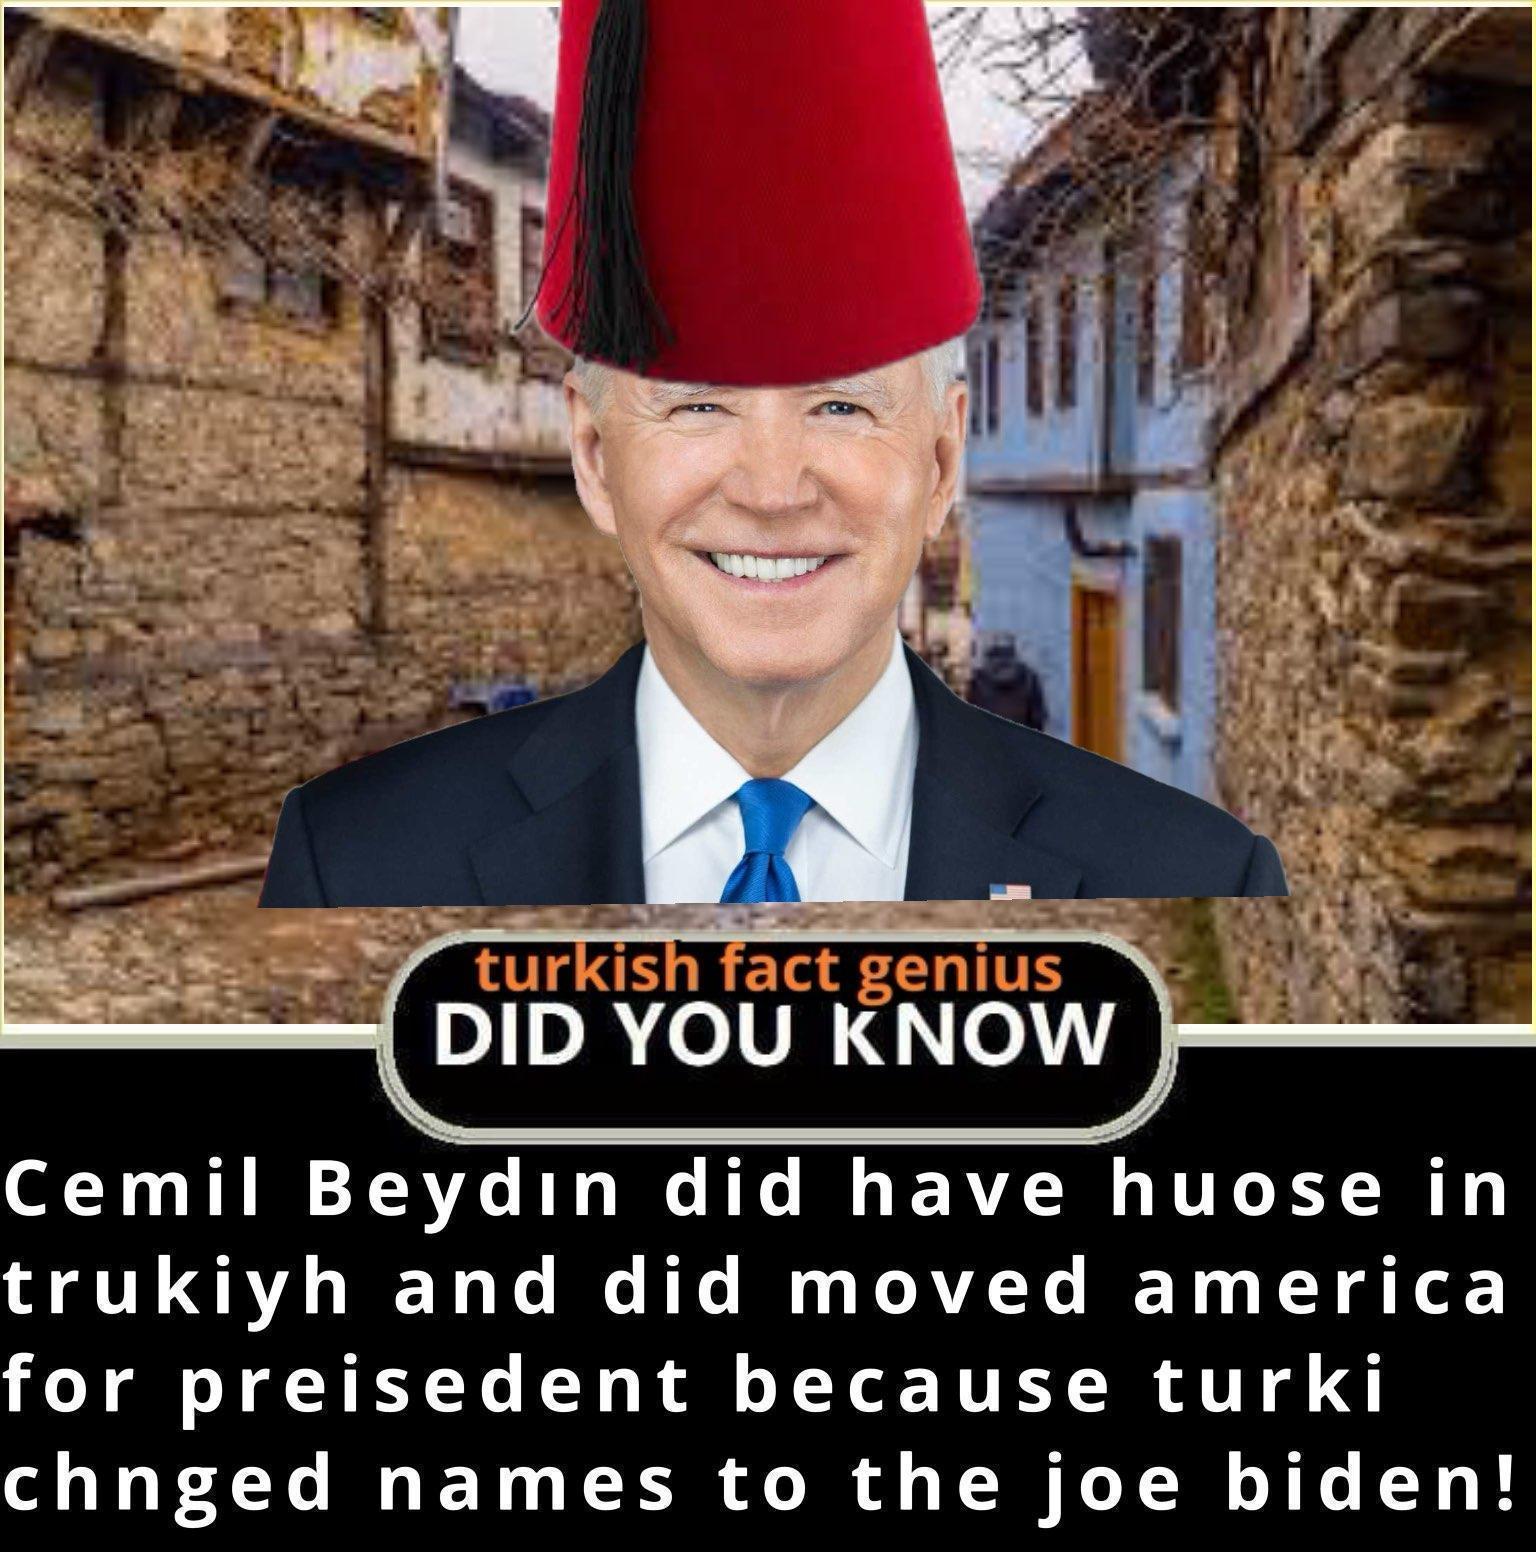 turkish fact genius
DID YOU KNOW
Cemil Beydın did have huose in
trukiyh and did moved america
for preisedent because turki
chnged names to the joe biden!